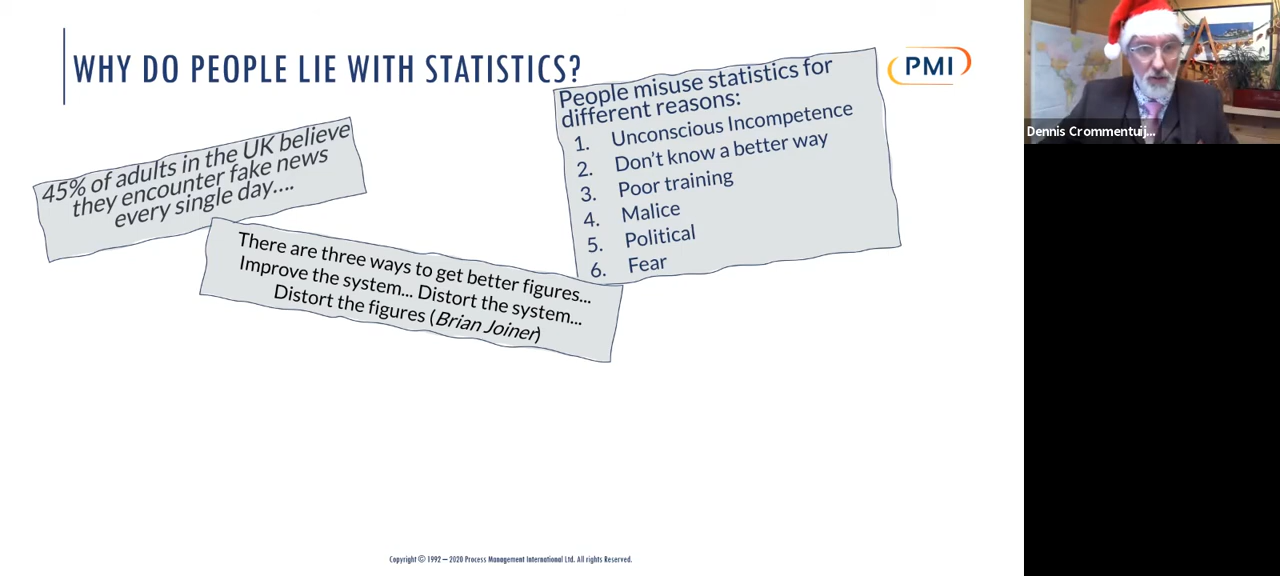 WHY DO PEOPLE LIE WITH STATISTICS?
PMI
45% of adults in the UK believe
they encounter fake news
every single day....
There are three ways to get better figures...
Improve the system... Distort the system...
Distort the figures (Brian Joiner)
People misuse statistics for
different reasons:
1. Unconscious Incompetence
2. Don't know a better way
3. Poor training
4. Malice
5. Political
6. Fear
Dennis Crommentuij...
Copyright © 1992 – 2020 Process Management International Ltd. All rights Reserved.